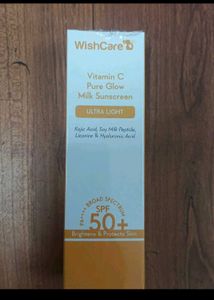 WishCare
Vitamin C
Pure Glow
Milk Sunscreen
ULTRA LIGHT
Kojic Acid, Soy Milk Peptide,
Licorice & Hyaluronic Acid
PA++++ BROAD SPECTRUM
SPF
50+
Brightens & Protects Skin